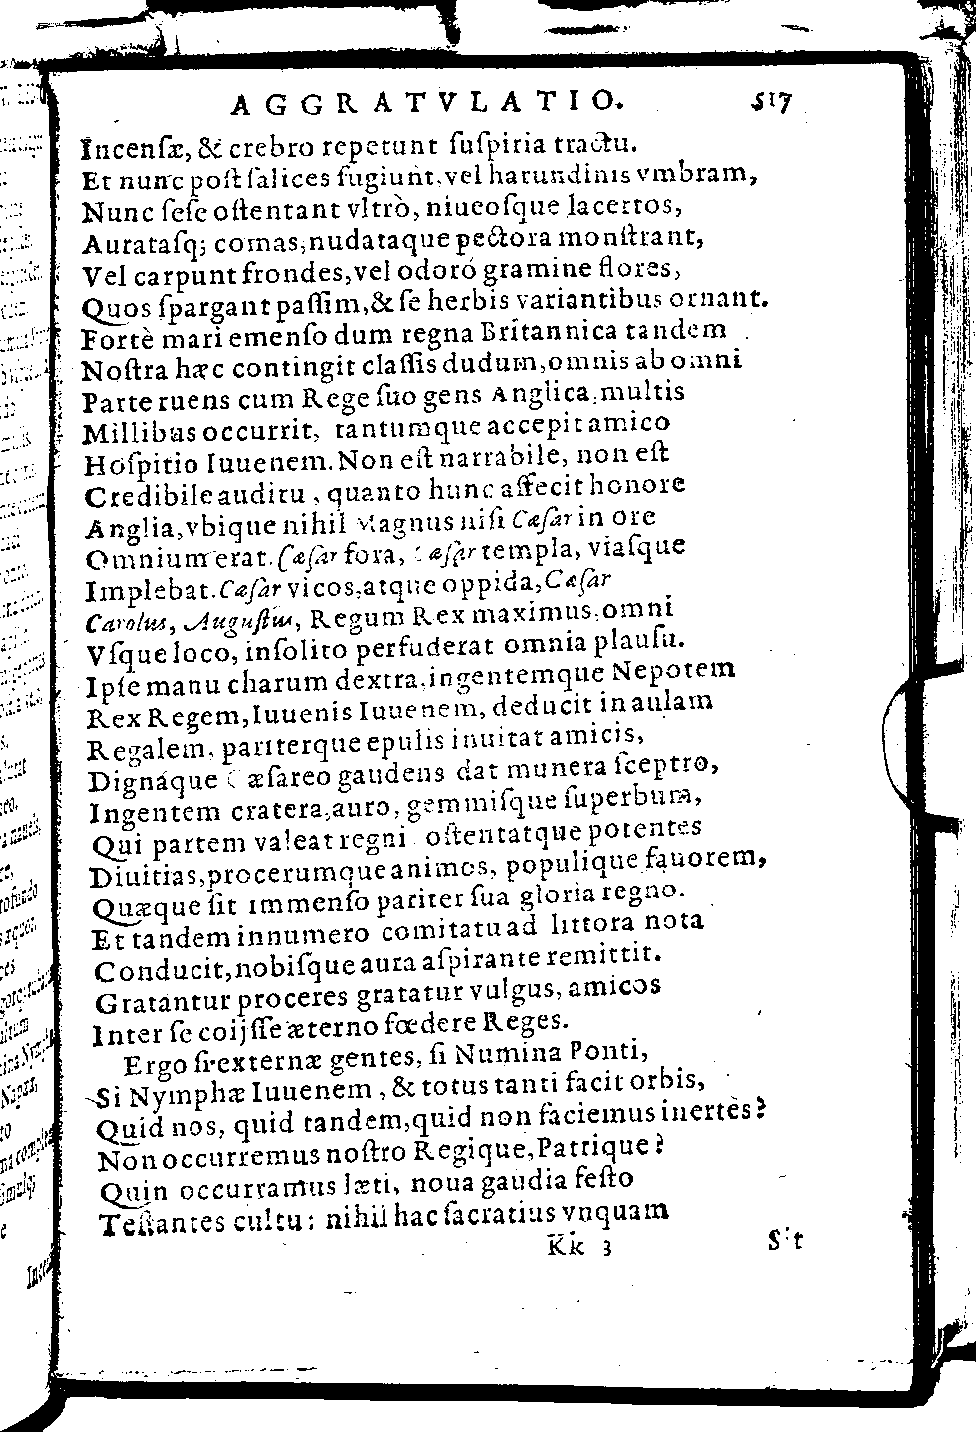 AGGRATVLATIO. 517
Incenſæ, & crebro repetunt ſuſpiria tractu.
Et nunc poſt ſalices fugiunt, vel harundinis vmbram,
Nunc ſeſe oſtentant vltrò, niueoſque lacertos,
Aurataſq; comas, nudataque pectora monſtrant,
Vel carpunt frondes, vel odoro gramine flores,
Quos ſpargant paſſim, & ſe herbis variantibus ornant.
Fortè mari emenſo dum regna Britannica tandem
Noſtra hæc contingit claſſis dudum, omnis ab omni
Parte ruens cum Rege ſuo gens Anglica, multis
Millibus occurrit, tantumque accepit amico
Hoſpitio Iuuenem. Non eſt narrabile, non eſt
Credibile auditu, quanto hunc affecit honore
Anglia, vbique nihil Magnus niſi Cæſar in ore
Omnium erat. Cæſar fora, Cæſar templa, viaſque
Implebat. Cæſar vicos, atque oppida, Cæſar
Carolus, Auguſtus, Regum Rex maximus, omni
Vſque loco, inſolito perfuderat omnia plauſu.
Ipſe manu charum dextra, ingentemque Nepotem
Rex Regem, Iuuenis Iuuenem, deducit in aulam
Regalem, pariterque epulis inuitat amicis,
Dignáque Cæſareo gaudens dat munera ſceptro,
Ingentem cratera, auro, gemmiſque ſuperbum,
Qui partem valeat regni oſtentatque potentes
Diuitias, procerumque animos, populique fauorem,
Quæque ſit immenſo pariter ſua gloria regno.
Et tandem innumero comitatu ad littora nota
Conducit, nobiſque aura aſpirante remittit.
Gratantur proceres gratatur vulgus, amicos
Inter ſe coijſſe æterno fœdere Reges.
Ergo ſi externæ gentes, ſi Numina Ponti,
Si Nymphæ Iuuenem, & totus tanti facit orbis,
Quid nos, quid tandem, quid non faciemus inertes?
Non occurremus noſtro Regique, Patrique?
Quin occurramus læti, noua gaudia feſto
Teſtantes cultu: nihil hac ſacratius vnquam
Kk 3 Sit